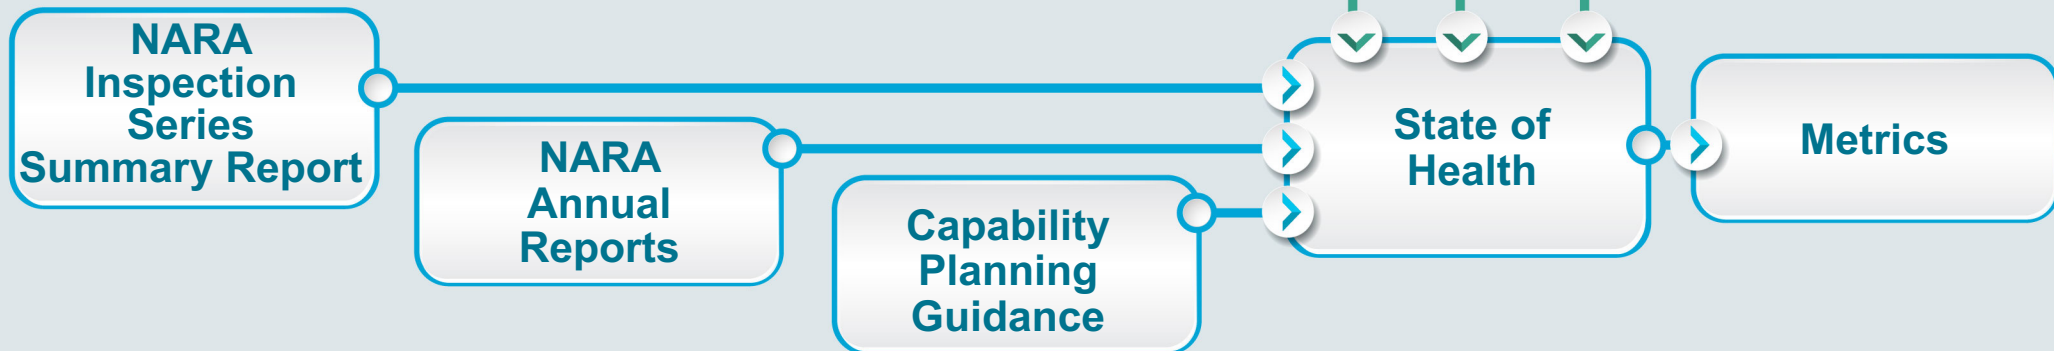 NARA
Inspection
Series
Summary Report
NARA
Annual
Reports
Capability
Planning
Guidance
State of
Health
Metrics